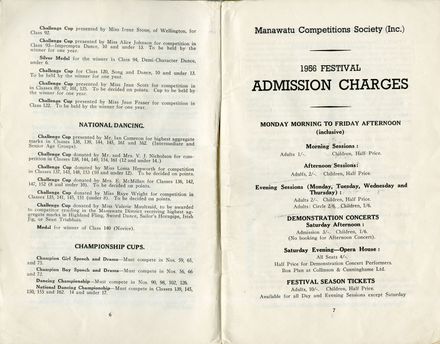 Challenge Cup presented by Miss Irene Stone, of Wellington, for
Class 92.
Challenge Cup presented by Miss Alice Johnson for competition in
Class 93—Impromptu Dance, 10 and under 13. To be held by the
winner for one year.
Silver Medal for the winner in Class 94, Demi-Character Dance,
under 6.
Challenge Cup for Class 120, Song and Dance, 10 and under 13.
To be held by the winner for one year.
Challenge Cup presented by Miss Jean Scott for competition in
Classes 89, 97, 101, 125. To be decided on points. Cup to be held by
the winner for one year.
Challenge Cup presented by Miss Joan Fraser for competition in
Class 122. To be held by the winner for one year.
NATIONAL DANCING.
Challenge Cup presented by Mr. Ian Cameron for highest aggregate
marks in Classes 138, 139, 144, 145, 161 and 162. (Intermediate and
Senior Age Groups).
Challenge Cup donated by Mr. and Mrs. V. J. Nicholson for com-
petition in Classes 138, 144, 149, 154, 161 (12 and under 14.)
Challenge Cup donated by Miss Lorna Hepworth for competition
in Classes 137, 143, 148, 153 (10 and under 12). To be decided on points.
Challenge Cup donated by Mrs. E. McMillan for Classes 136, 142,
147, 152 (8 and under 10). To be decided on points.
Challenge Cup donated by Miss Raye Wright for competition in
Classes 135, 141, 146, 151 (under 8). To be decided on points.
Challenge Cup donated by Miss Valerie Mudtrait, to be awarded
to competitor residing in the Manawatu District receiving highest ag-
gregate marks in Highland Fling, Sword Dance, Sailor's Hornpipe, Irish
Jig, or Sean Triubhais.
Medal for winner of Class 140 (Novice).
CHAMPIONSHIP CUPS.
Champion Girl Speech and Drama—Must compete in Nos. 59, 61,
and 73.
Champion Boy Speech and Drama—Must compete in Nos. 56, 66
and 72.
Dancing Championship—Must compete in Nos. 90, 98, 102, 126.
National Dancing Championship—Must compete in Classes 139, 145,
150, 155 and 162. 14 and under 17.
6
Manawatu Competitions Society (Inc.)
1956 FESTIVAL
ADMISSION CHARGES
MONDAY MORNING TO FRIDAY AFTERNOON
(inclusive)
Morning Sessions:
Adults 1/-. Children, Half Price.
Afternoon Sessions:
Adults, 2/-. Children, Half Price.
Evening Sessions (Monday, Tuesday, Wednesday and
Thursday):
Adults 2/-. Children, Half Price.
Adults: Circle 2/6. Children, 1/6.
DEMONSTRATION CONCERTS
Saturday Afternoon:
Admission 3/-. Children, 1/6.
(No booking for Afternoon Concert).
Saturday Evening—Opera House:
All Seats 4/-.
Half Price for Demonstration Concert Performers.
Box Plan at Collinson & Cunninghame Ltd.
FESTIVAL SEASON TICKETS
Adults, 10/-. Children, Half Price.
Available for all Day and Evening Sessions except Saturday
7